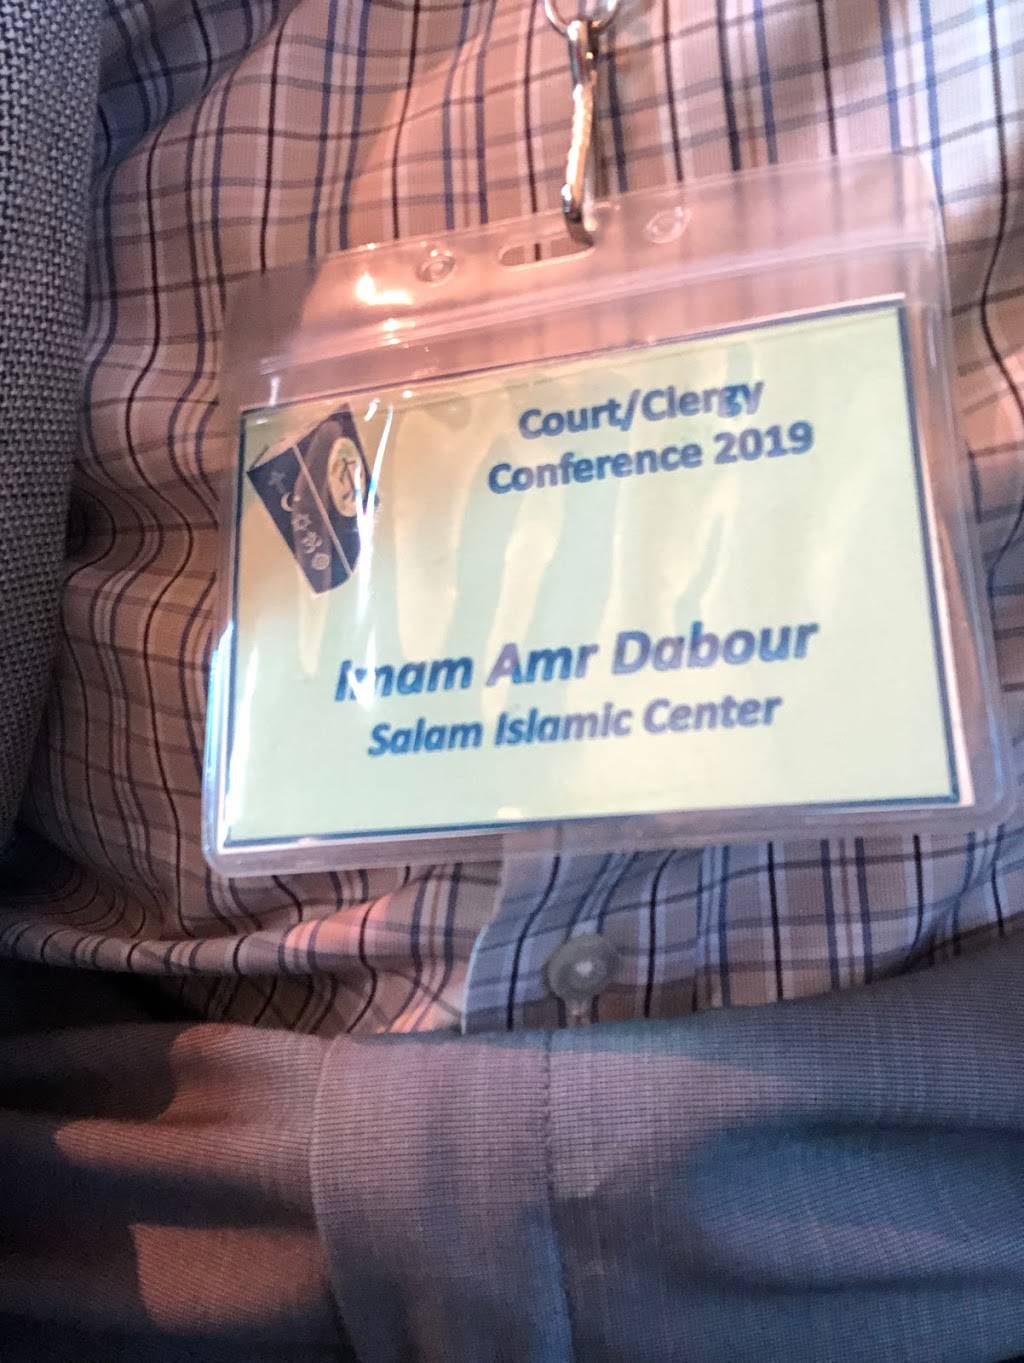 Court/Clergy
Conference 2019
Imam Amr Dabour
Salam Islamic Center